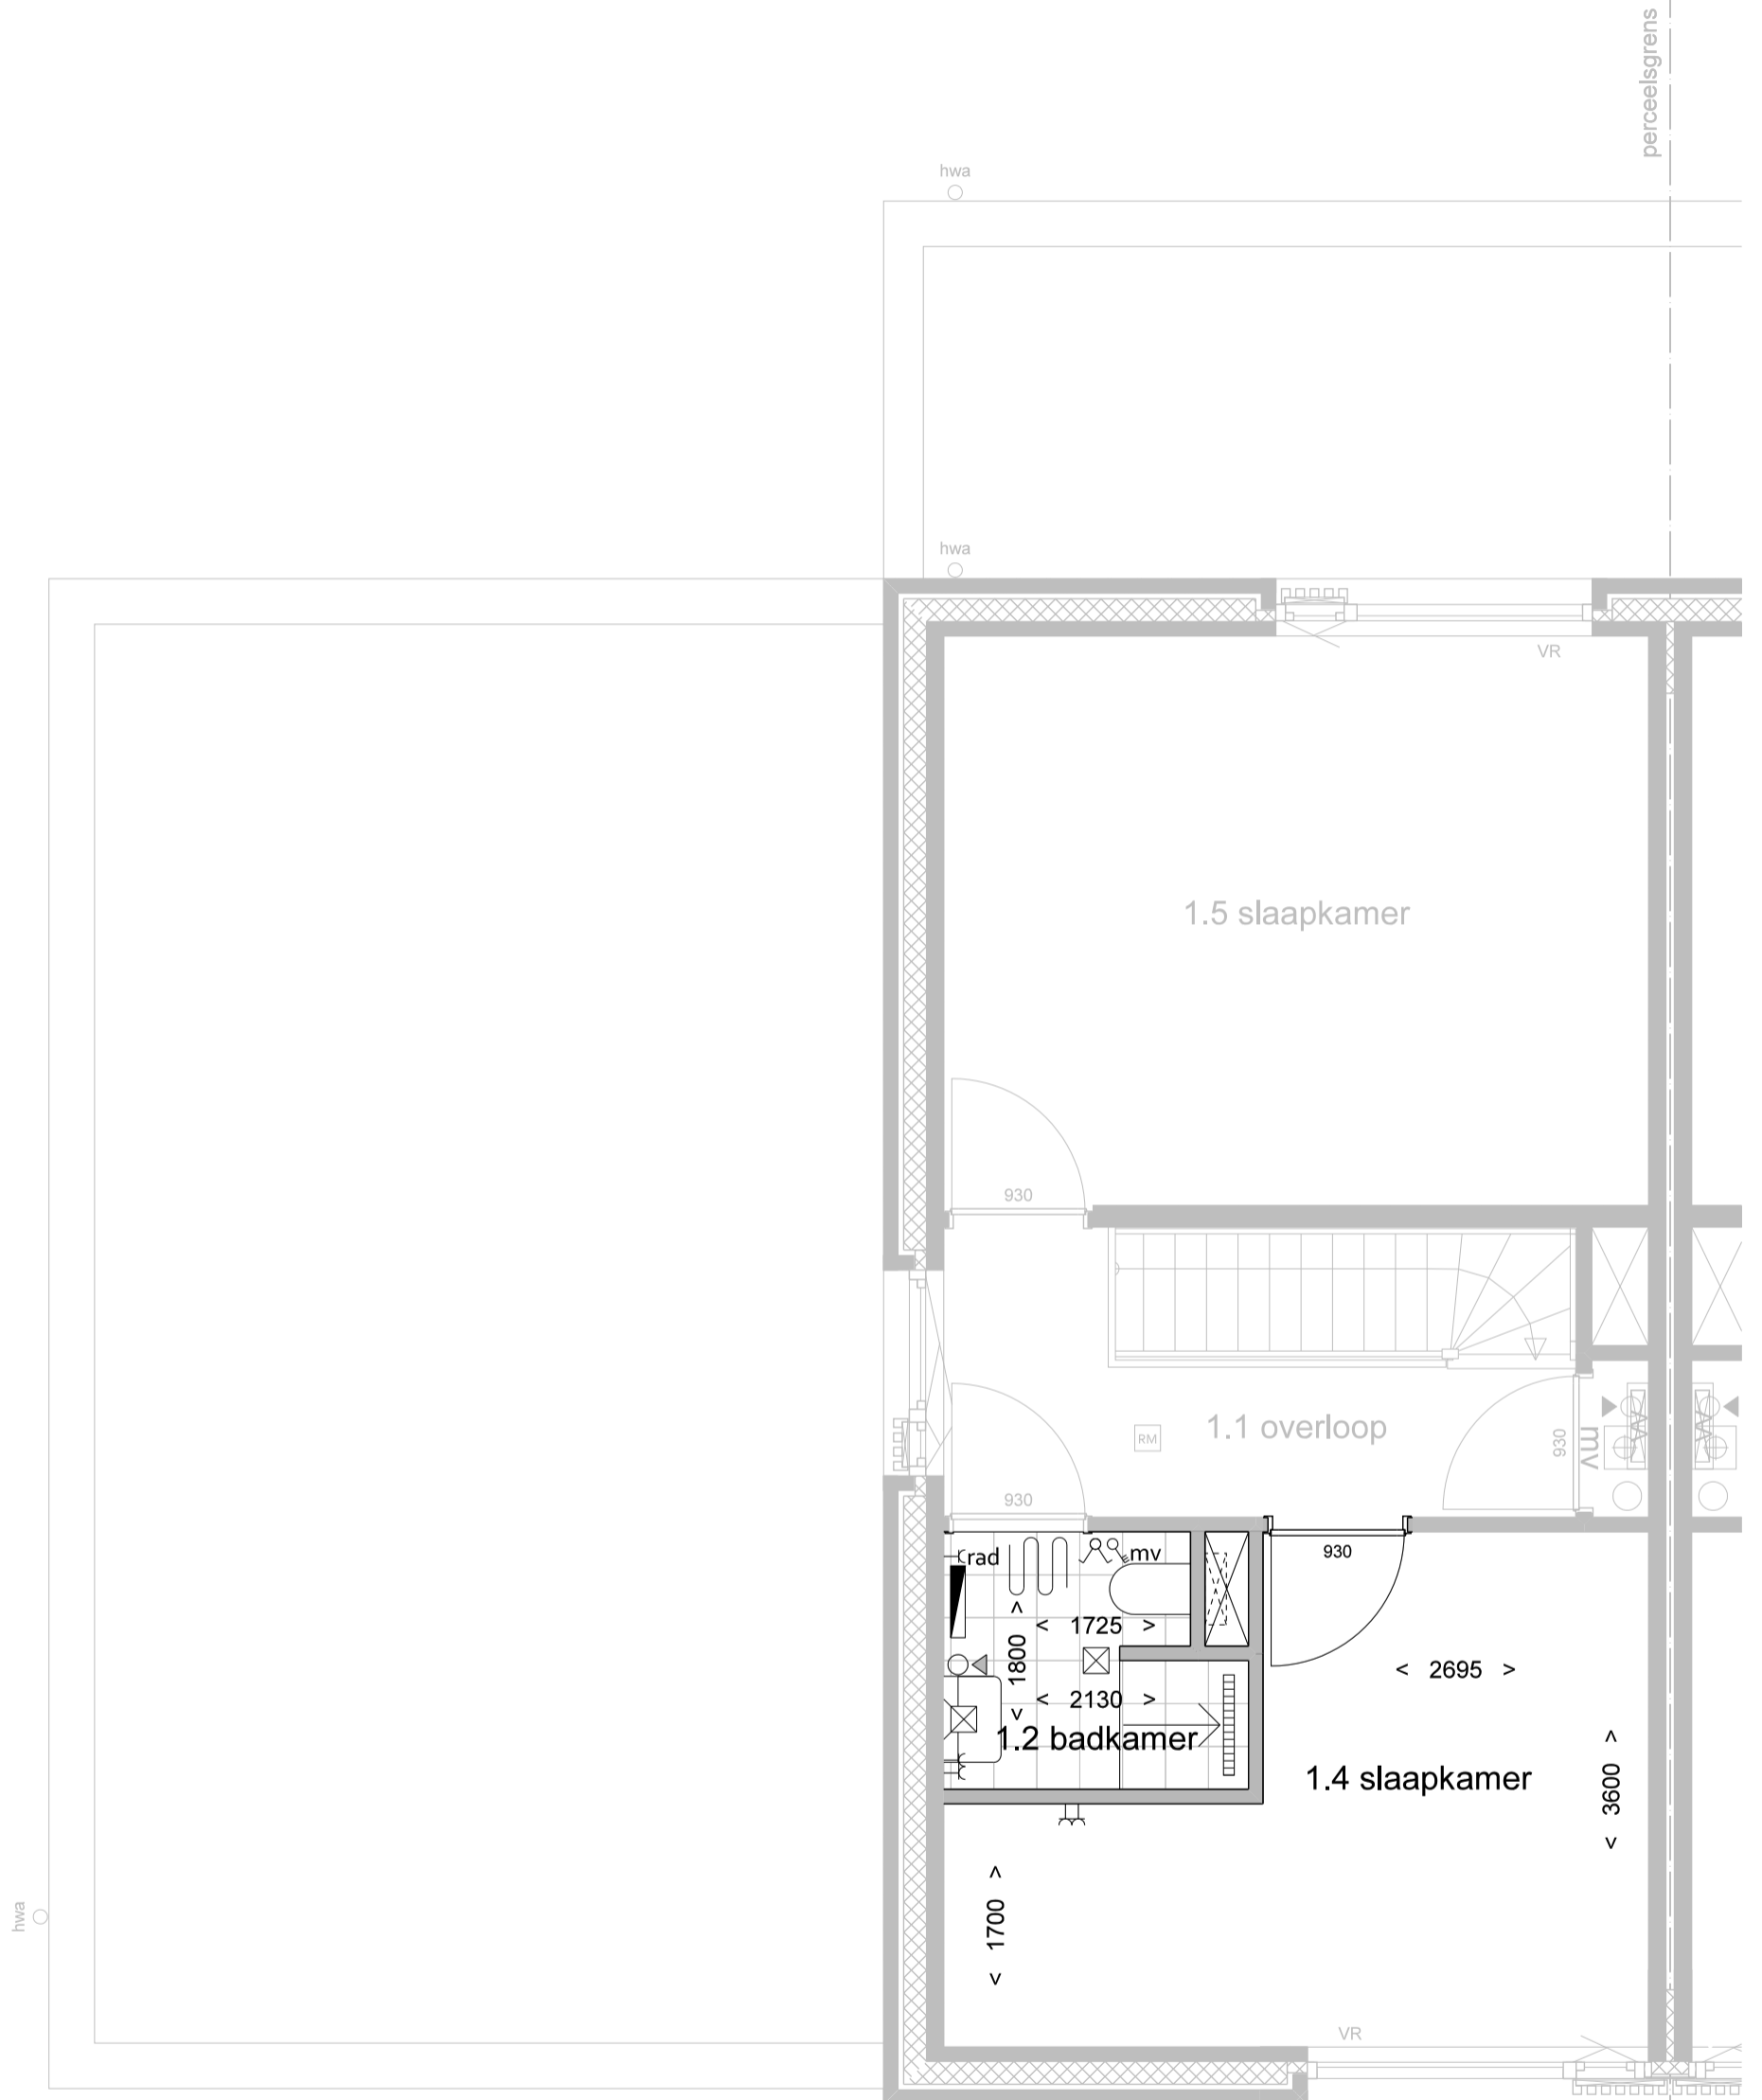 perceelsgrens
hwa
hwa
VR
1.5 slaapkamer
930
1.1 overloop
RM
930
mv
930
930
rad
mv
1725
1800
2695
2130
1.2 badkamer
1.4 slaapkamer
3600
1700
hwa
VR